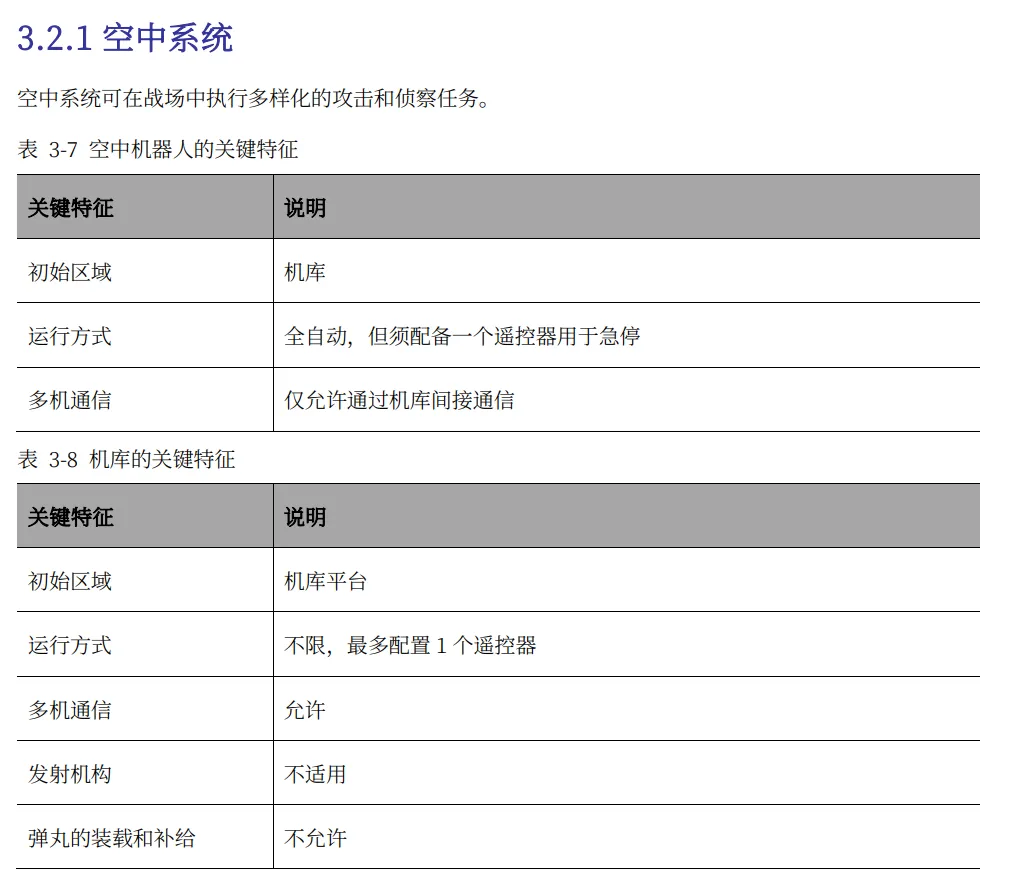 3.2.1 空中系统
空中系统可在战场中执行多样化的攻击和侦察任务。
表 3-7 空中机器人的关键特征
关键特征 说明
初始区域 机库
运行方式 全自动，但须配备一个遥控器用于急停
多机通信 仅允许通过机库间接通信
表 3-8 机库的关键特征
关键特征 说明
初始区域 机库平台
运行方式 不限，最多配置 1 个遥控器
多机通信 允许
发射机构 不适用
弹丸的装载和补给 不允许